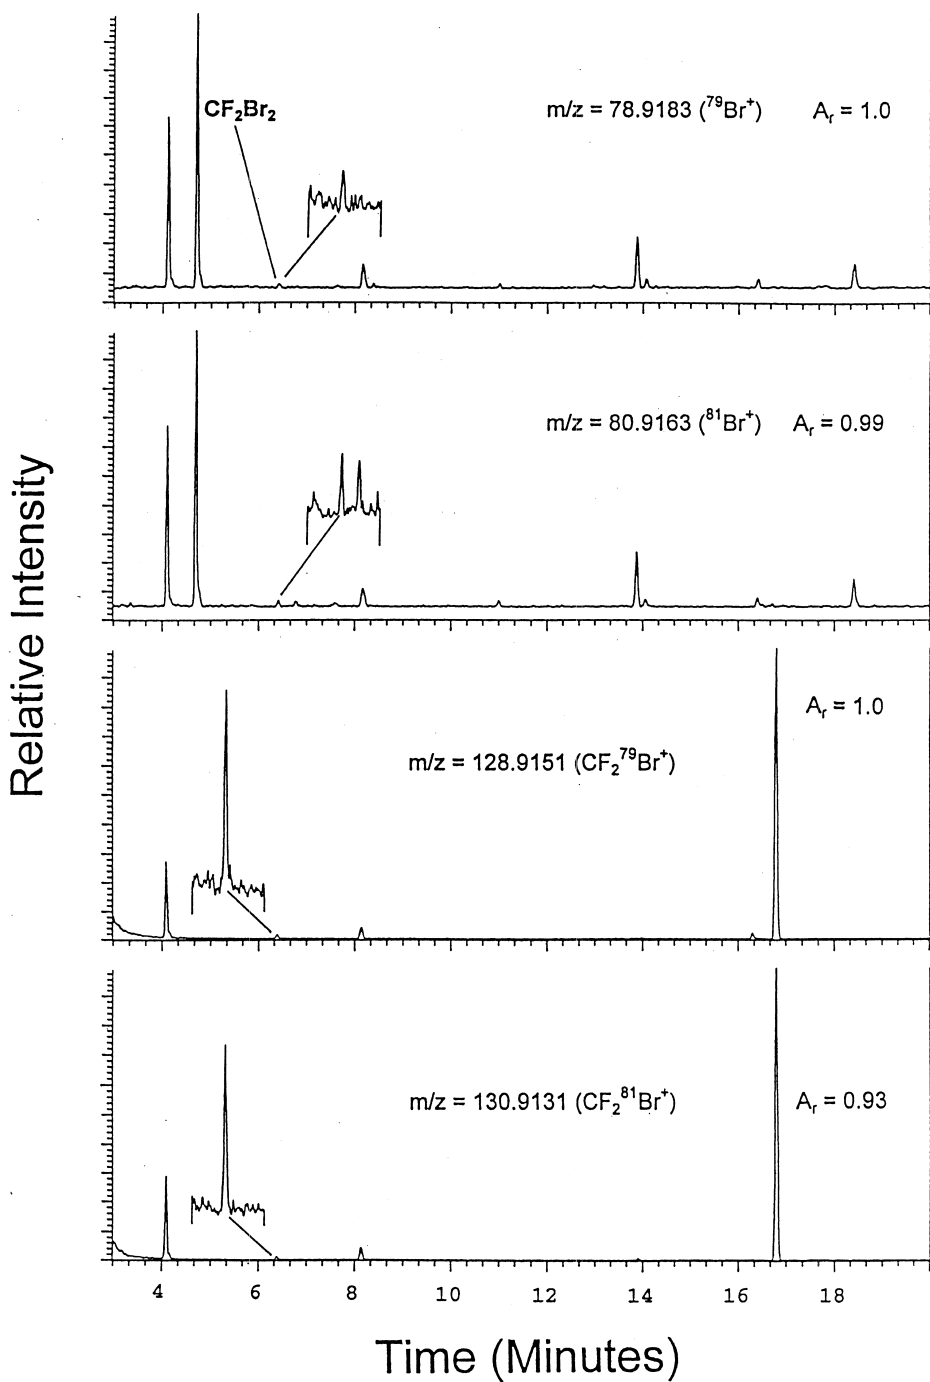 CF₂Br₂
m/z = 78.9183 (⁷⁹Br⁺) Aᵣ = 1.0
m/z = 80.9163 (⁸¹Br⁺) Aᵣ = 0.99
Relative Intensity
Aᵣ = 1.0
m/z = 128.9151 (CF₂⁷⁹Br⁺)
m/z = 130.9131 (CF₂⁸¹Br⁺) Aᵣ = 0.93
4 6 8 10 12 14 16 18
Time (Minutes)